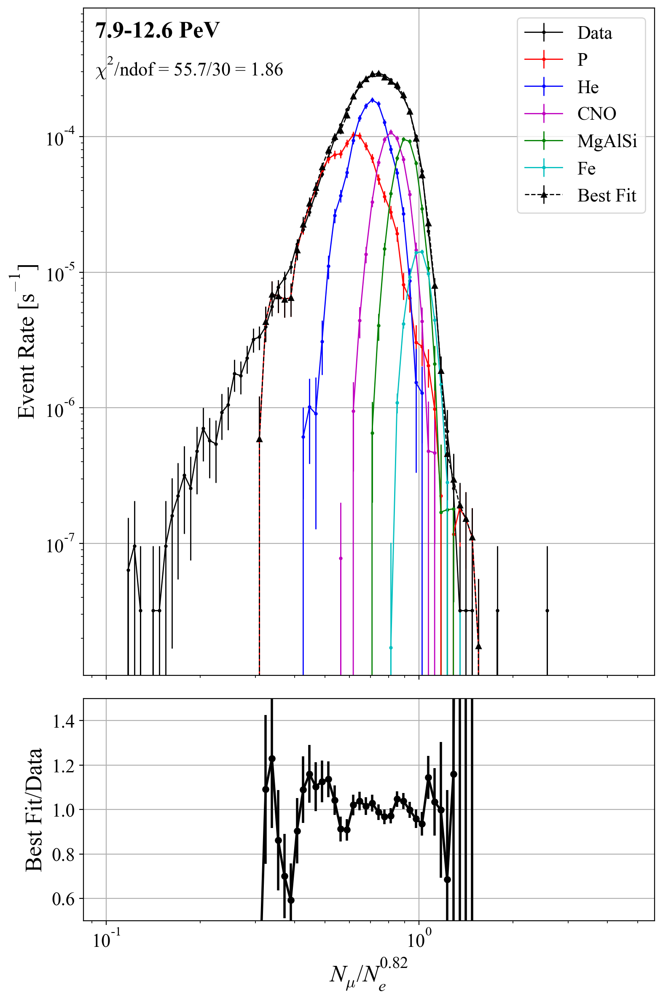 7.9-12.6 PeV
χ²/ndof = 55.7/30 = 1.86
Data
P
He
CNO
MgAlSi
Fe
Best Fit
Event Rate [s⁻¹]
10⁻⁴
10⁻⁵
10⁻⁶
10⁻⁷
Best Fit/Data
1.4
1.2
1.0
0.8
0.6
10⁻¹ 10⁰
N_μ/N_e^0.82